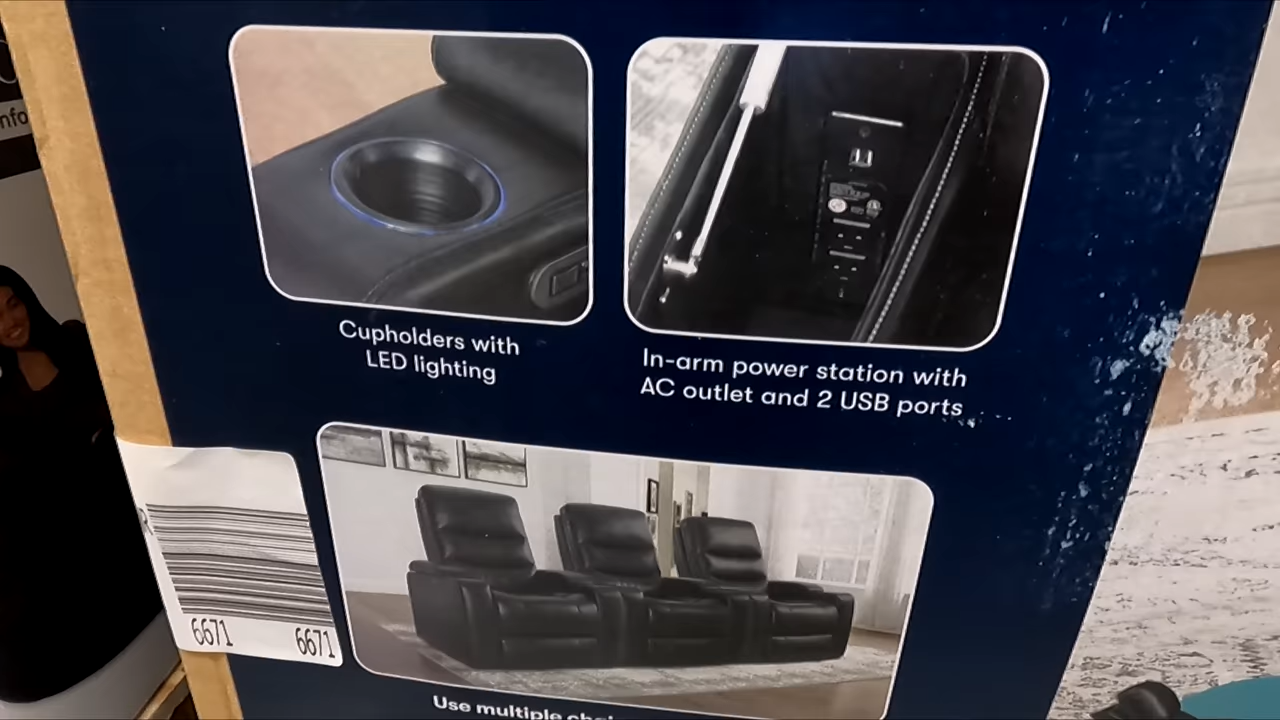 Cupholders with
LED lighting
In-arm power station with
AC outlet and 2 USB ports
6671 6671
Use multiple